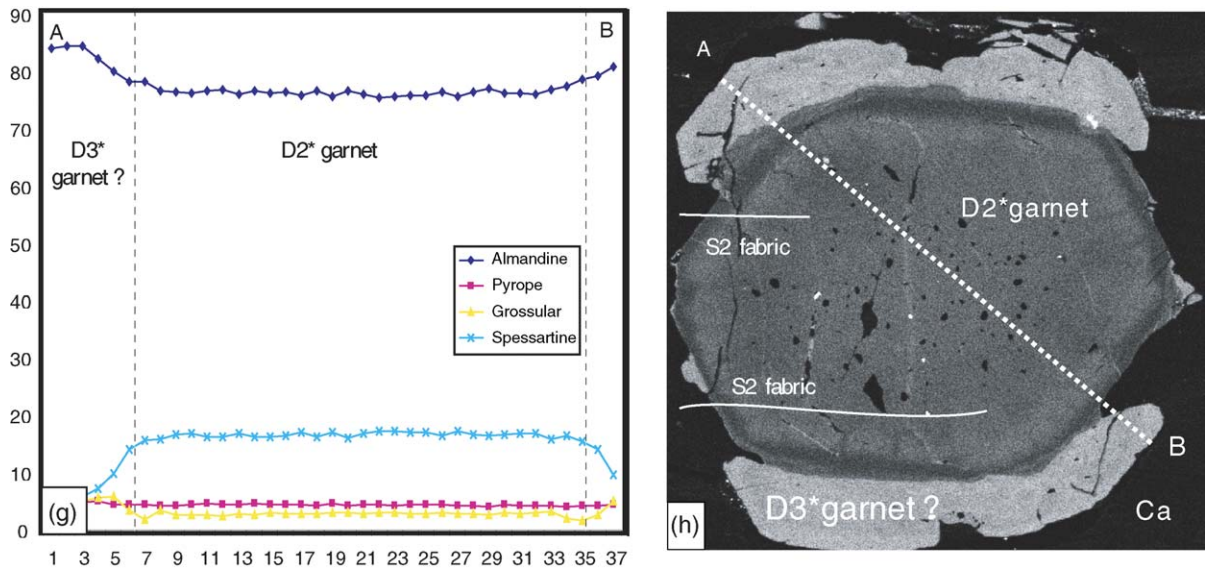 90
80
70
60
50
40
30
20
10
0
A
B
D3*
garnet ?
D2* garnet
Almandine
Pyrope
Grossular
Spessartine
(g)
1 3 5 7 9 11 13 15 17 19 21 23 25 27 29 31 33 35 37
A
D2*garnet
S2 fabric
S2 fabric
B
D3*garnet ?
Ca
(h)